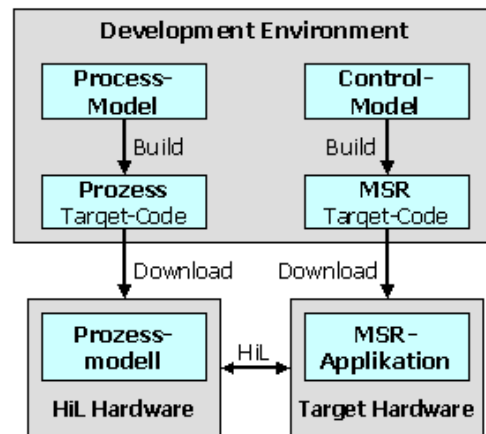 Development Environment
Process-
Model
Control-
Model
Build
Build
Prozess
Target-Code
MSR
Target-Code
Download
Download
Prozess-
modell
HiL
MSR-
Applikation
HiL Hardware
Target Hardware